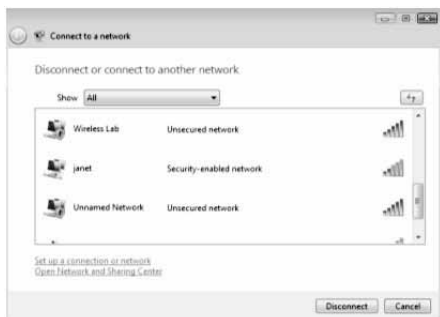 Connect to a network
Disconnect or connect to another network
Show All
Wireless Lab Unsecured network
janet Security-enabled network
Unnamed Network Unsecured network
Set up a connection or network
Open Network and Sharing Center
Disconnect Cancel